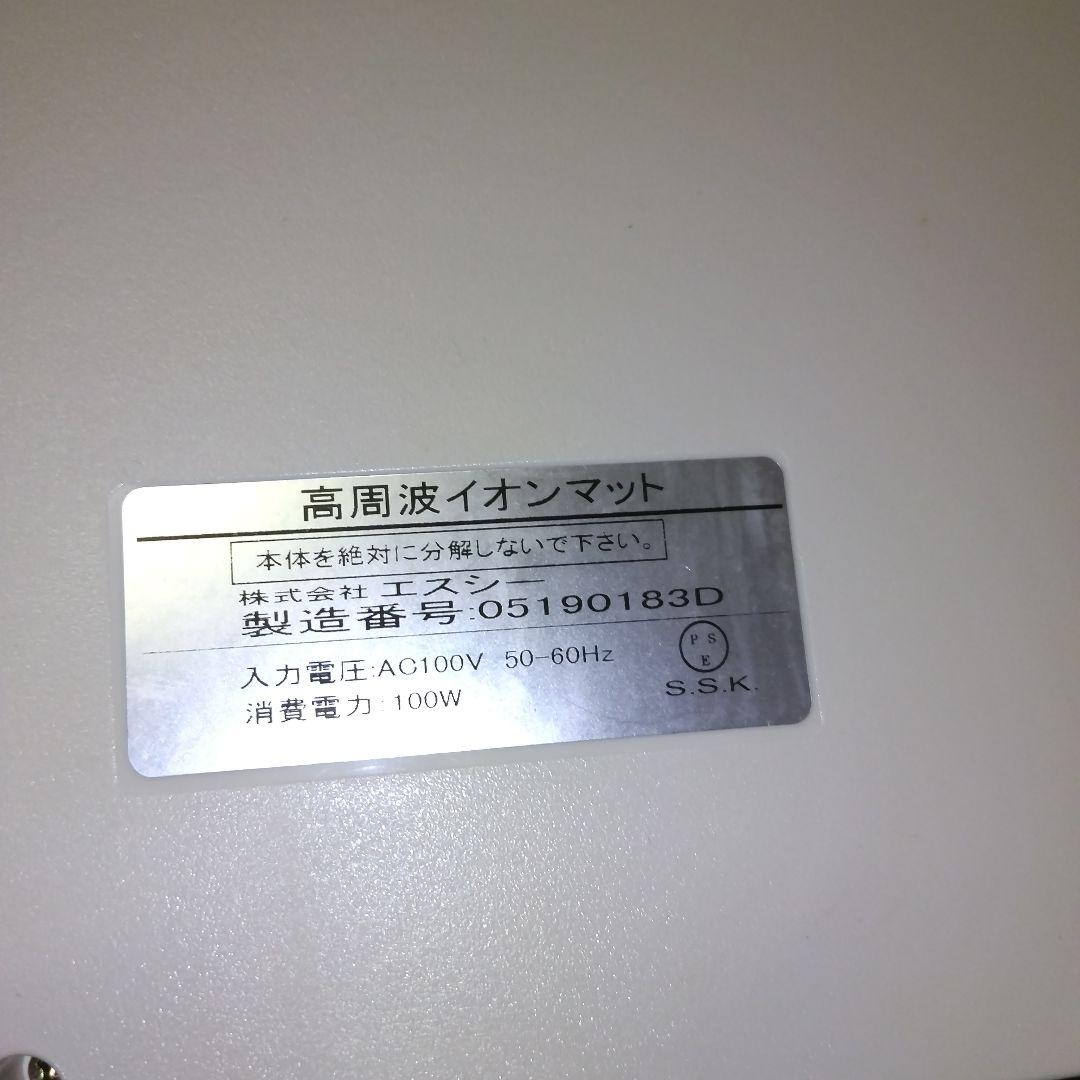 高周波イオンマット
本体を絶対に分解しないで下さい。
株式会社 エスシー
製造番号:05190183D
入力電圧:AC100V 50-60Hz
消費電力:100W
PSE
S.S.K.